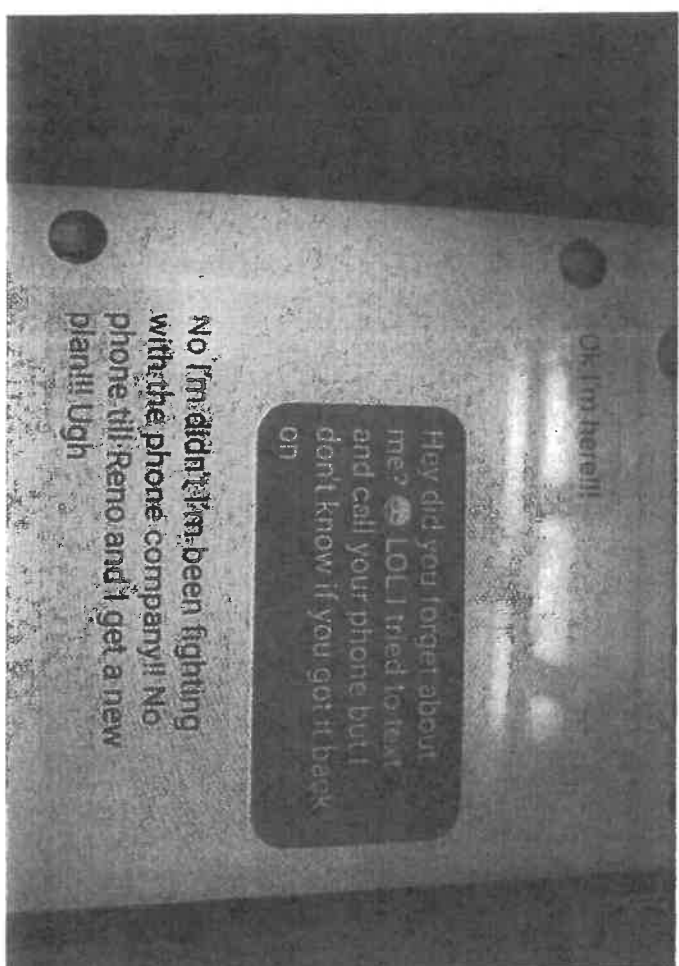 in here!!!
Hey did you forget about
me? 😂 LOL I tried to text
and call your phone but I
don't know if you got it back
on
No I'm didn't I'm been fighting
with the phone company!! No
phone till Reno and I get a new
plan!!! Ugh